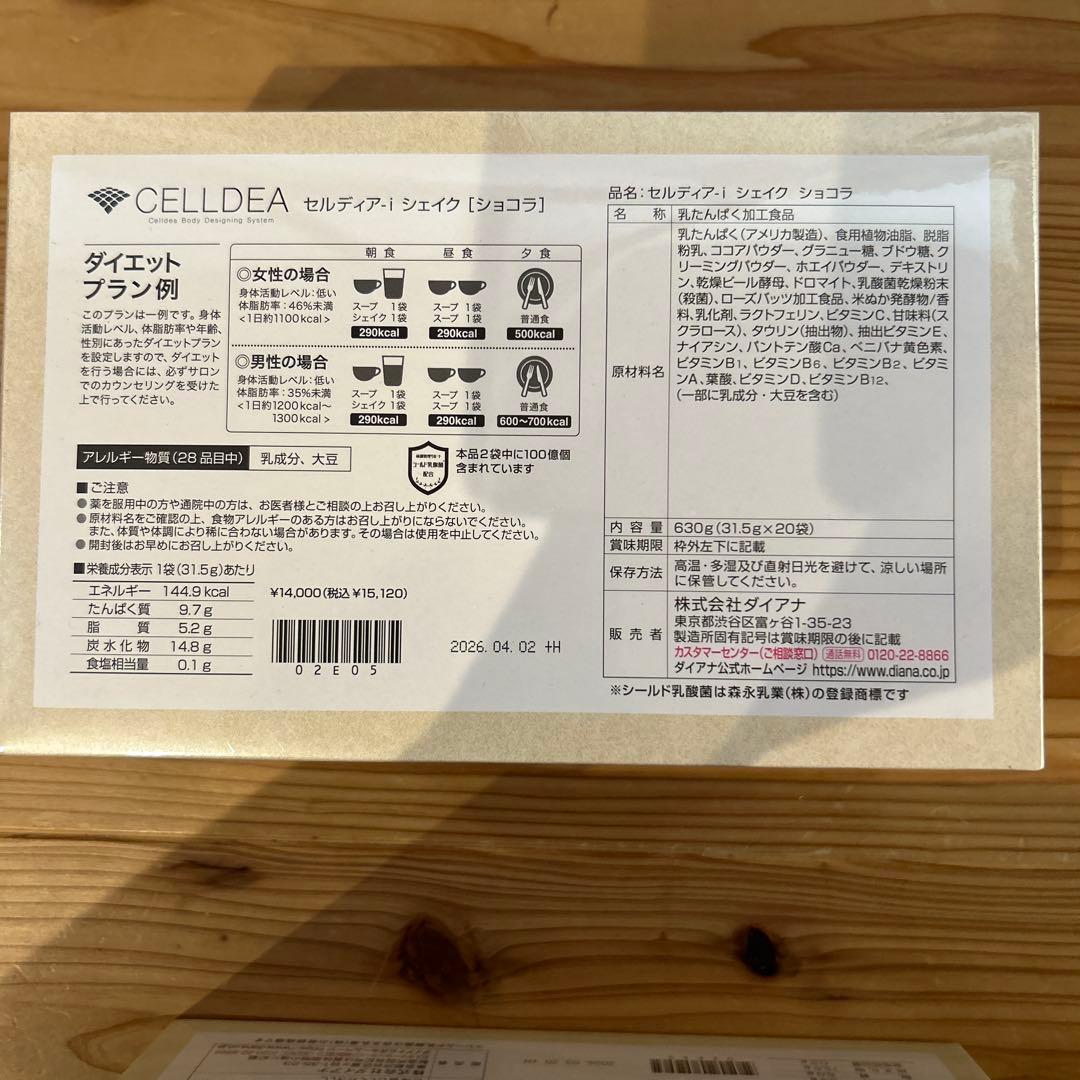 CELLDEA
Celldea Body Designing System
セルディア-i シェイク [ショコラ]
ダイエット
プラン例
このプランは一例です。身体
活動レベル、体脂肪率や年齢、
性別にあったダイエットプラン
を設定しますので、ダイエット
を行う場合には、必ずサロン
でのカウンセリングを受けた
上で行ってください。
朝食 昼食 夕食
◎女性の場合
身体活動レベル:低い
体脂肪率:46%未満
<1日約1100kcal>
スープ 1袋
シェイク 1袋
290kcal
スープ 1袋
スープ 1袋
290kcal
普通食
500kcal
◎男性の場合
身体活動レベル:低い
体脂肪率:35%未満
<1日約1200kcal~
1300kcal>
スープ 1袋
シェイク 1袋
290kcal
スープ 1袋
スープ 1袋
290kcal
普通食
600~700kcal
アレルギー物質(28品目中) 乳成分、大豆
シールド乳酸菌
配合
本品2袋中に100億個
含まれています
■ご注意
●薬を服用中の方や通院中の方は、お医者様とご相談の上お召し上がりください。
●原材料名をご確認の上、食物アレルギーのある方はお召し上がりにならないでください。
また、体質や体調により稀に合わない場合があります。その場合は使用を中止してください。
●開封後はお早めにお召し上がりください。
■栄養成分表示 1袋(31.5g)あたり
エネルギー 144.9kcal
たんぱく質 9.7g
脂質 5.2g
炭水化物 14.8g
食塩相当量 0.1g
¥14,000(税込¥15,120)
02E05
2026.04.02 +H
品名:セルディア-i シェイク ショコラ
名称 乳たんぱく加工食品
原材料名
乳たんぱく(アメリカ製造)、食用植物油脂、脱脂
粉乳、ココアパウダー、グラニュー糖、ブドウ糖、ク
リーミングパウダー、ホエイパウダー、デキストリ
ン、乾燥ビール酵母、ドロマイト、乳酸菌乾燥粉末
(殺菌)、ローズバッツ加工食品、米ぬか発酵物/香
料、乳化剤、ラクトフェリン、ビタミンC、甘味料(ス
クラロース)、タウリン(抽出物)、抽出ビタミンE、
ナイアシン、パントテン酸Ca、ベニバナ黄色素、
ビタミンB1、ビタミンB6、ビタミンB2、ビタミ
ンA、葉酸、ビタミンD、ビタミンB12、
(一部に乳成分・大豆を含む)
内容量 630g(31.5g×20袋)
賞味期限 枠外左下に記載
保存方法 高温・多湿及び直射日光を避けて、涼しい場所
に保管してください。
販売者
株式会社ダイアナ
東京都渋谷区富ヶ谷1-35-23
製造所固有記号は賞味期限の後に記載
カスタマーセンター(ご相談窓口) 通話無料 0120-22-8866
ダイアナ公式ホームページ https://www.diana.co.jp
※シールド乳酸菌は森永乳業(株)の登録商標です